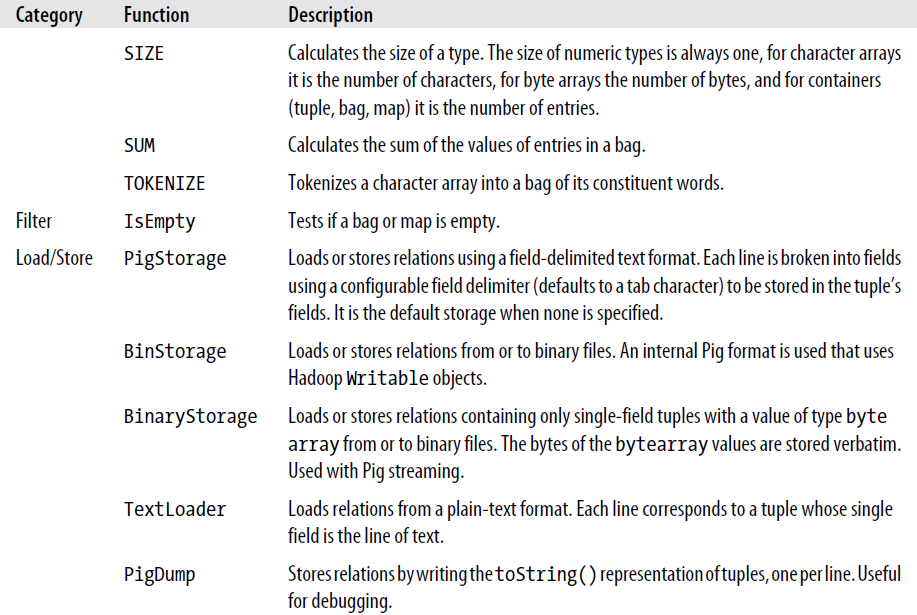 Category Function Description
SIZE Calculates the size of a type. The size of numeric types is always one, for character arrays
it is the number of characters, for byte arrays the number of bytes, and for containers
(tuple, bag, map) it is the number of entries.
SUM Calculates the sum of the values of entries in a bag.
TOKENIZE Tokenizes a character array into a bag of its constituent words.
Filter IsEmpty Tests if a bag or map is empty.
Load/Store PigStorage Loads or stores relations using a field-delimited text format. Each line is broken into fields
using a configurable field delimiter (defaults to a tab character) to be stored in the tuple’s
fields. It is the default storage when none is specified.
BinStorage Loads or stores relations from or to binary files. An internal Pig format is used that uses
Hadoop Writable objects.
BinaryStorage Loads or stores relations containing only single-field tuples with a value of type byte
array from or to binary files. The bytes of the bytearray values are stored verbatim.
Used with Pig streaming.
TextLoader Loads relations from a plain-text format. Each line corresponds to a tuple whose single
field is the line of text.
PigDump Stores relations by writing the toString() representation of tuples, one per line. Useful
for debugging.